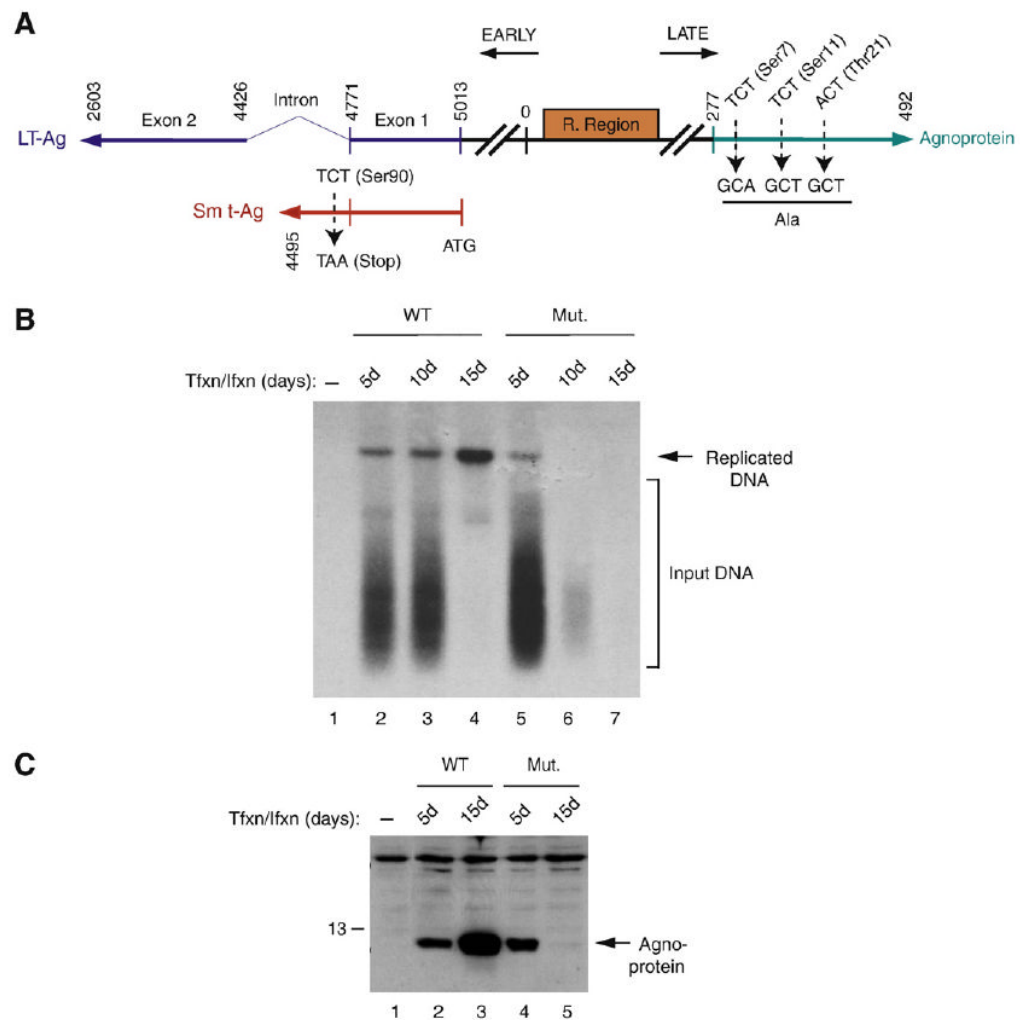 A
EARLY
LATE
TCT (Ser7)
TCT (Ser11)
ACT (Thr21)
2603
Exon 2
4426
Intron
4771
Exon 1
5013
0
R. Region
277
492
LT-Ag
Agnoprotein
TCT (Ser90)
GCA GCT GCT
Ala
Sm t-Ag
4495
TAA (Stop)
ATG
B
WT
Mut.
Tfxn/Ifxn (days): – 5d 10d 15d 5d 10d 15d
Replicated
DNA
Input DNA
1 2 3 4 5 6 7
C
WT
Mut.
Tfxn/Ifxn (days): – 5d 15d 5d 15d
13 –
Agno-
protein
1 2 3 4 5